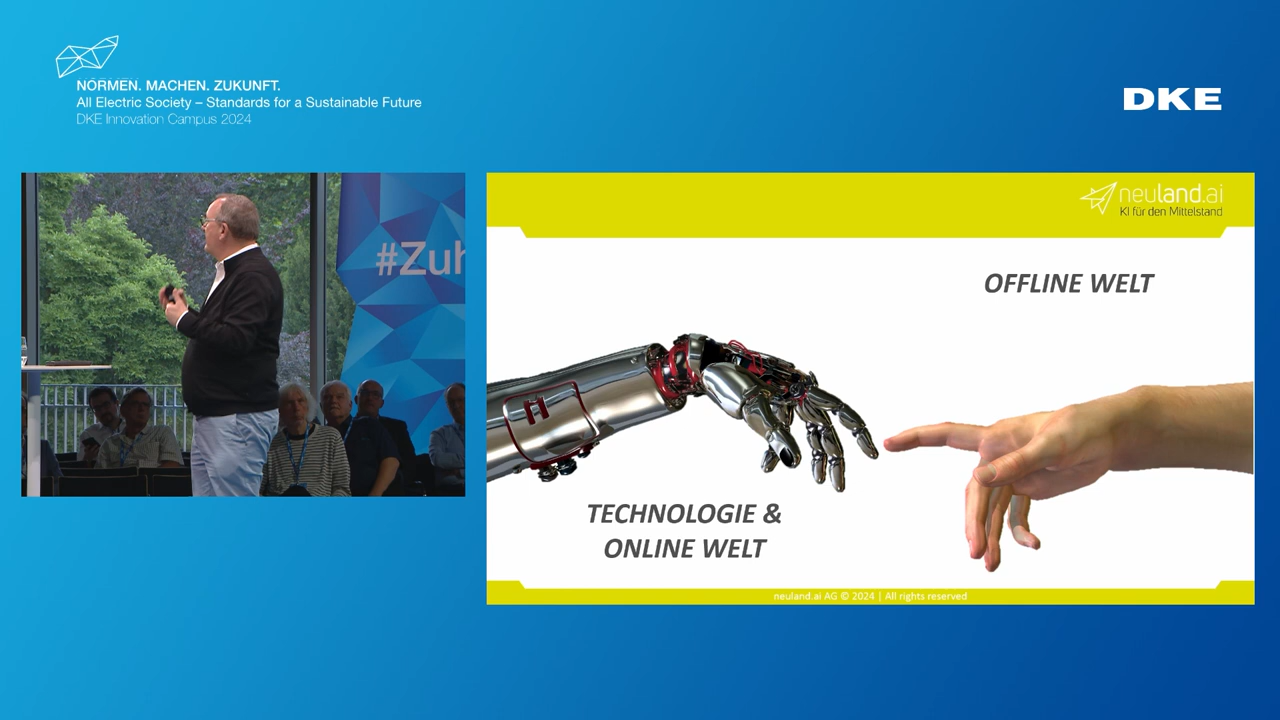 NORMEN. MACHEN. ZUKUNFT.
All Electric Society – Standards for a Sustainable Future
DKE Innovation Campus 2024
DKE
#Zuh
neuland.ai
KI für den Mittelstand
OFFLINE WELT
TECHNOLOGIE &
ONLINE WELT
neuland.ai AG © 2024 | All rights reserved